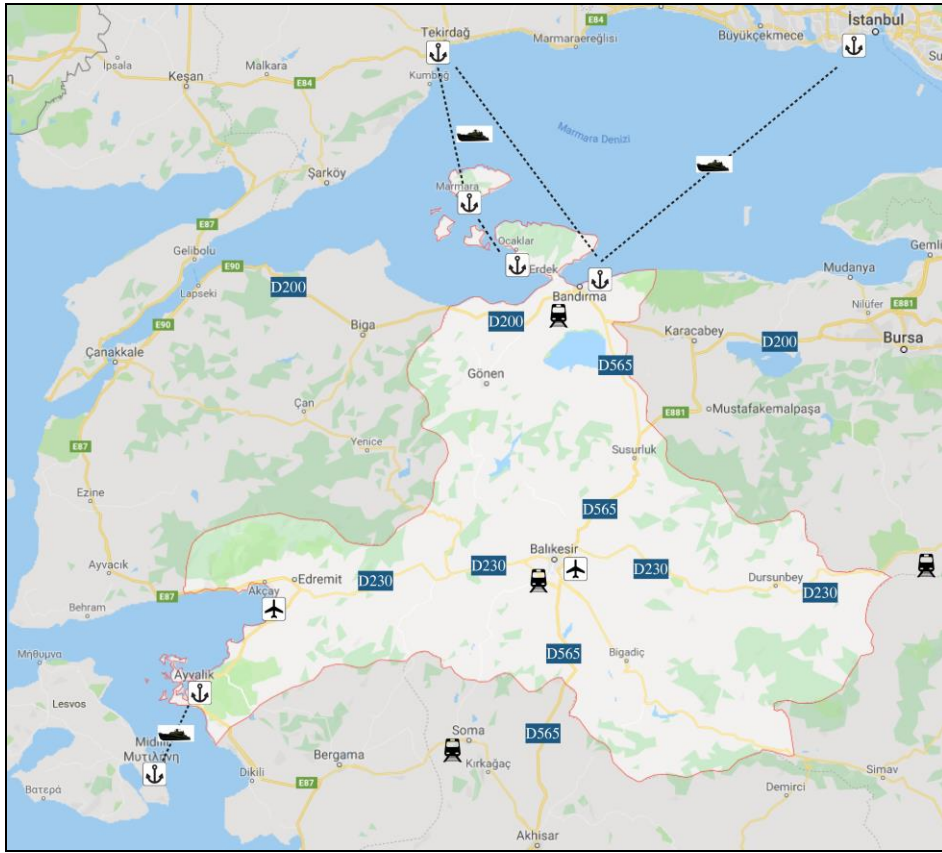 İstanbul
Tekirdağ
E84
Büyükçekmece
Marmaraereğlisi
İpsala
Malkara
Keşan
E84
Kumbağ
Marmara Denizi
Şarköy
Marmara
E87
Ocaklar
Gelibolu
Erdek
E90
Mudanya
Lapseki
D200
Bandırma
Nilüfer
E881
D200
Biga
E90
Karacabey
D200
Bursa
Çanakkale
D565
Gönen
Çan
E881
Mustafakemalpaşa
E87
Yenice
Susurluk
Ezine
D565
Balıkesir
Ayvacık
Edremit
D230
D230
D230
Dursunbey
D230
E87
Akçay
Behram
D565
Bigadiç
Μήθυμνα
Ayvalik
Lesvos
Soma
D565
Μυτιλήνη
Bergama
Kırkağaç
Simav
Dikili
E87
Βατερά
Demirci
Akhisar